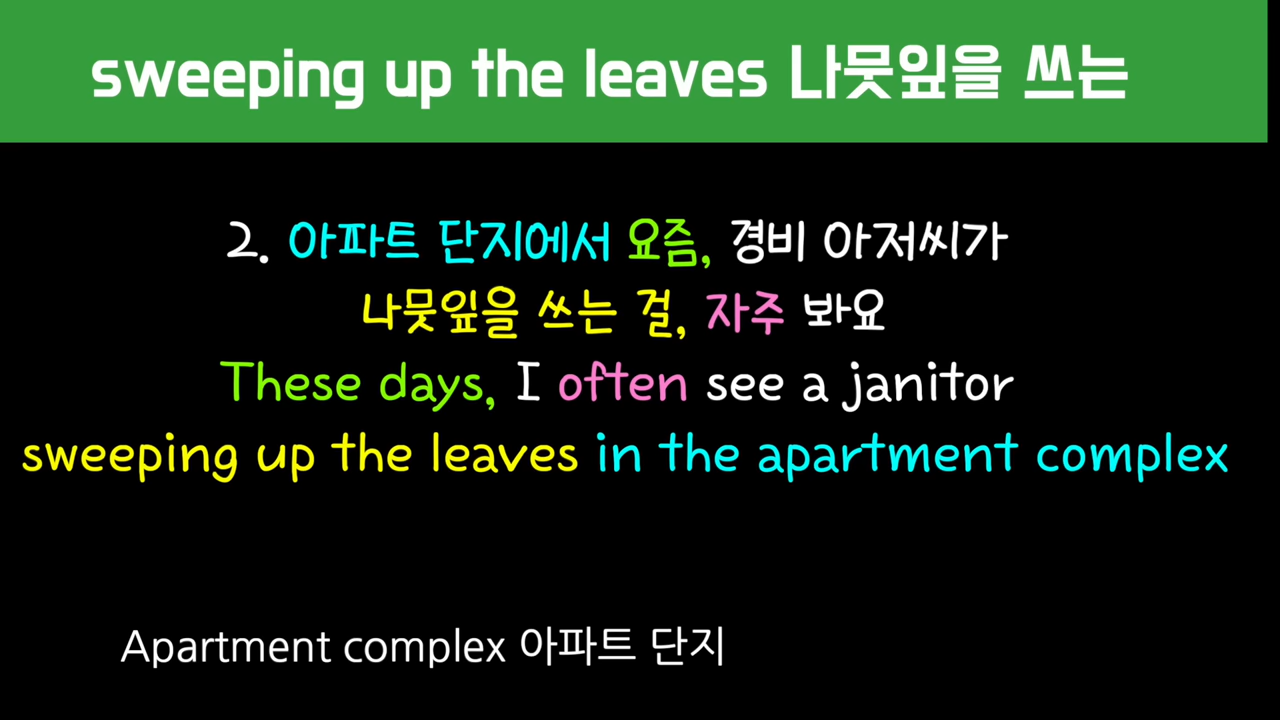 sweeping up the leaves 나뭇잎을 쓰는
2. 아파트 단지에서 요즘, 경비 아저씨가
나뭇잎을 쓰는 걸, 자주 봐요
These days, I often see a janitor
sweeping up the leaves in the apartment complex
Apartment complex 아파트 단지